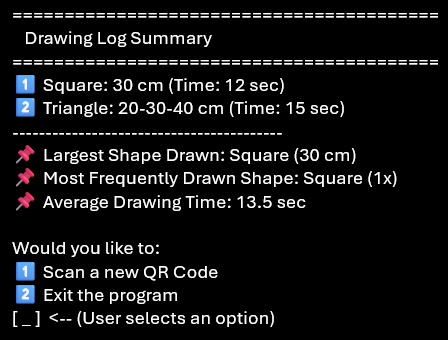 =========================================
Drawing Log Summary
=========================================
1️⃣ Square: 30 cm (Time: 12 sec)
2️⃣ Triangle: 20-30-40 cm (Time: 15 sec)
-----------------------------------------
📌 Largest Shape Drawn: Square (30 cm)
📌 Most Frequently Drawn Shape: Square (1x)
📌 Average Drawing Time: 13.5 sec
Would you like to:
1️⃣ Scan a new QR Code
2️⃣ Exit the program
[ _ ] <-- (User selects an option)